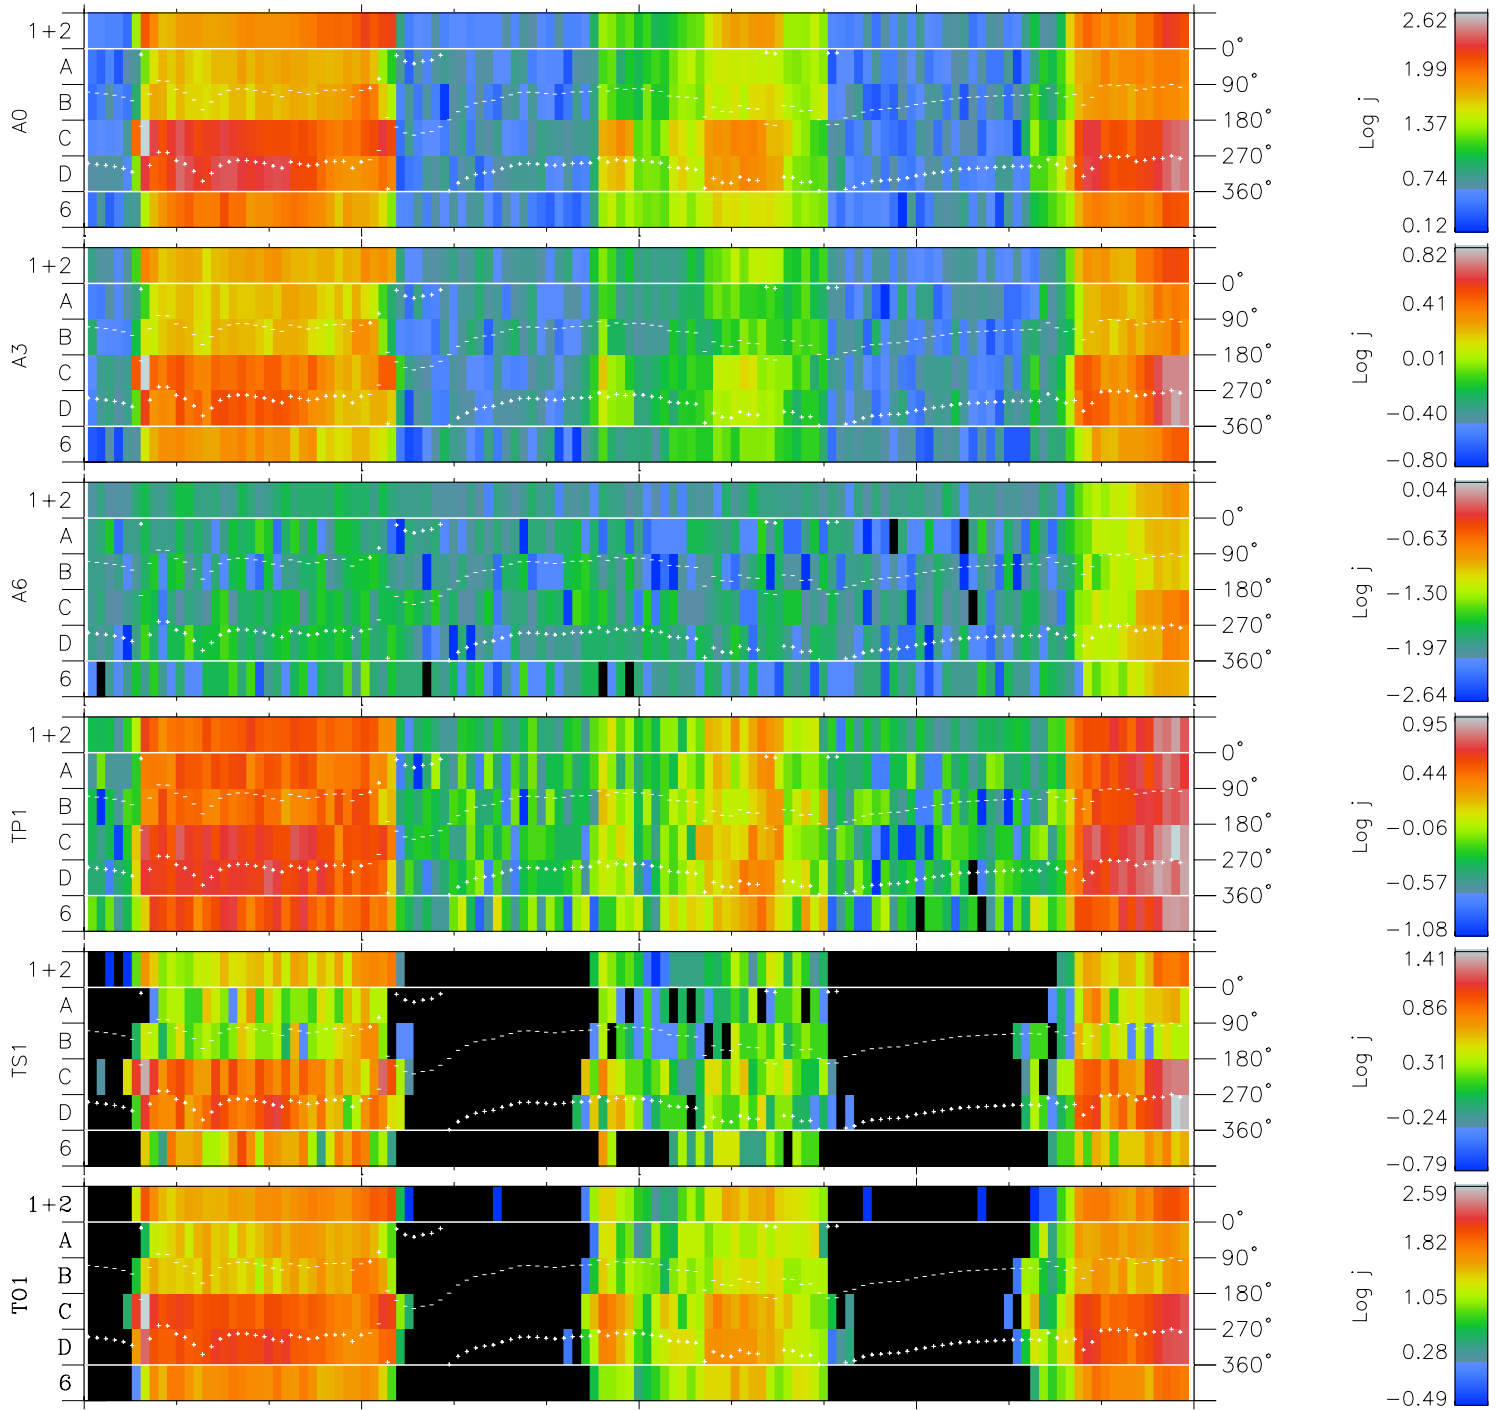 A0
1+2
A
B
C
D
6
0°
90°
180°
270°
360°
Log j
2.62
1.99
1.37
0.74
0.12
A3
1+2
A
B
C
D
6
0°
90°
180°
270°
360°
Log j
0.82
0.41
0.01
−0.40
−0.80
A6
1+2
A
B
C
D
6
0°
90°
180°
270°
360°
Log j
0.04
−0.63
−1.30
−1.97
−2.64
TP1
1+2
A
B
C
D
6
0°
90°
180°
270°
360°
Log j
0.95
0.44
−0.06
−0.57
−1.08
TS1
1+2
A
B
C
D
6
0°
90°
180°
270°
360°
Log j
1.41
0.86
0.31
−0.24
−0.79
TO1
1+2
A
B
C
D
6
0°
90°
180°
270°
360°
Log j
2.59
1.82
1.05
0.28
−0.49